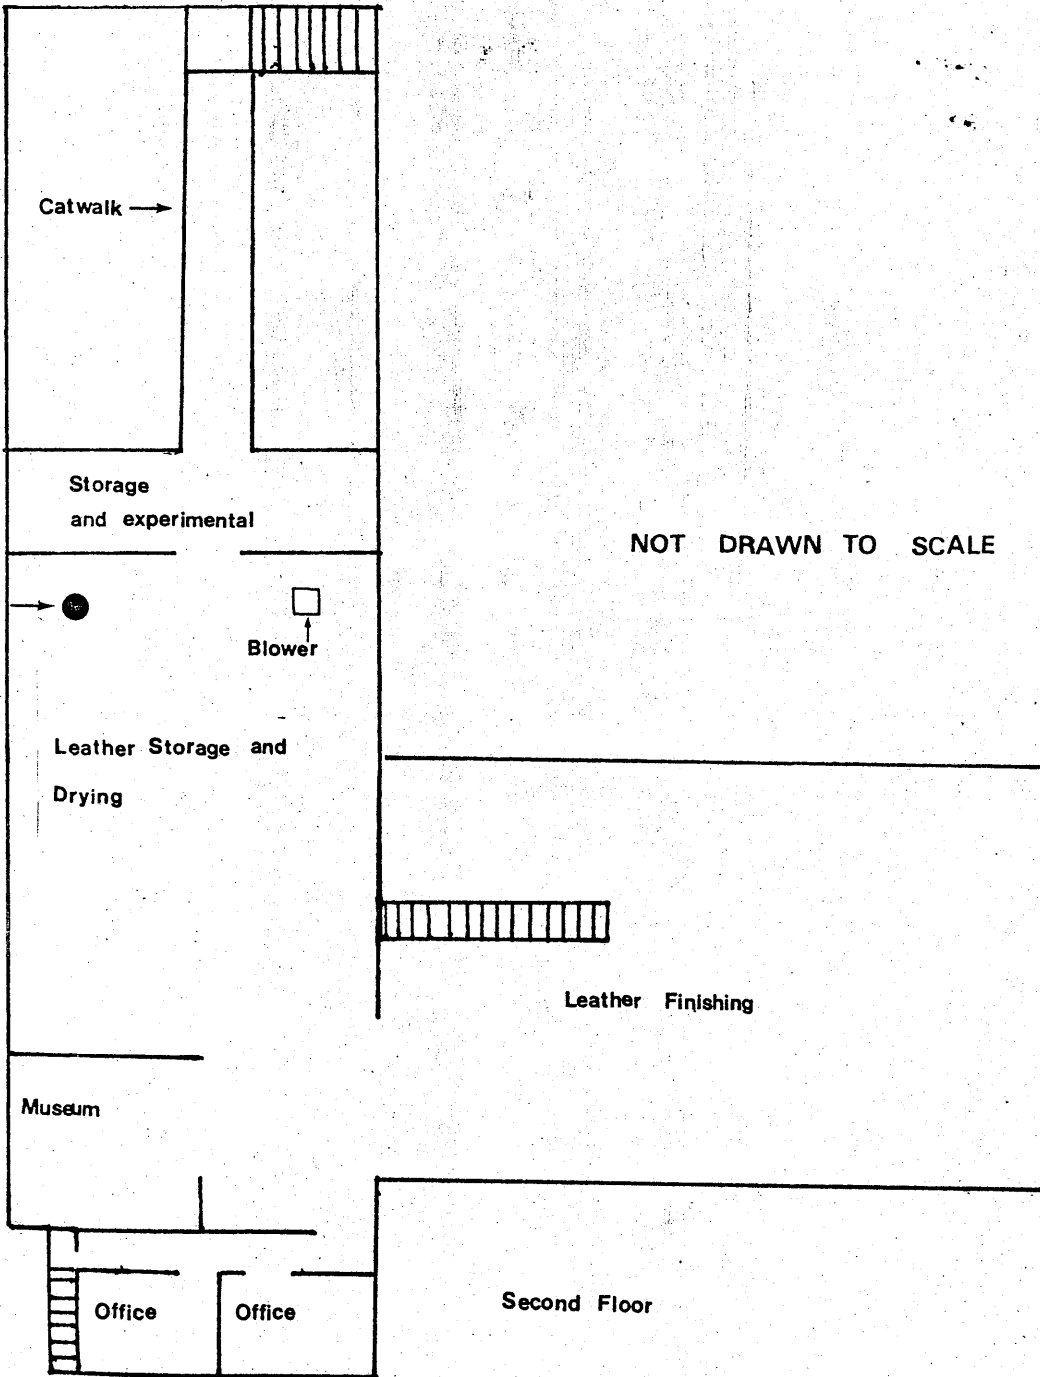 Catwalk
Storage
and experimental
NOT DRAWN TO SCALE
Blower
Leather Storage and
Drying
Leather Finishing
Museum
Office
Office
Second Floor